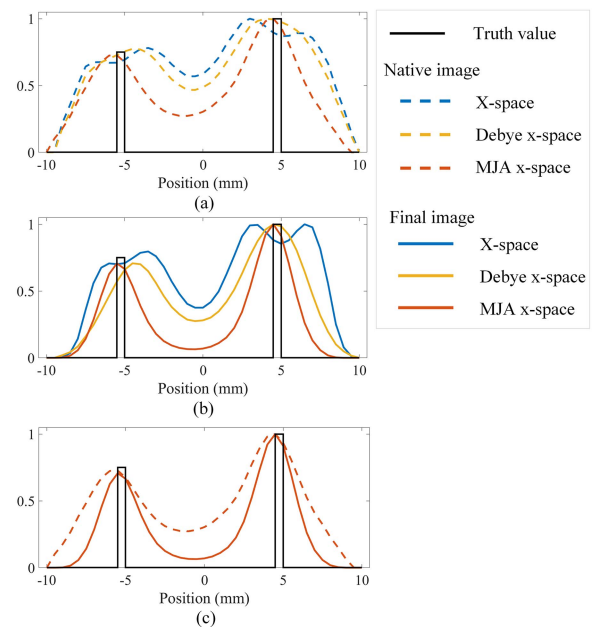 1
0.5
0
-10 -5 0 5 10
Position (mm)
(a)
1
0.5
0
-10 -5 0 5 10
Position (mm)
(b)
1
0.5
0
-10 -5 0 5 10
Position (mm)
(c)
Truth value
Native image
X-space
Debye x-space
MJA x-space
Final image
X-space
Debye x-space
MJA x-space